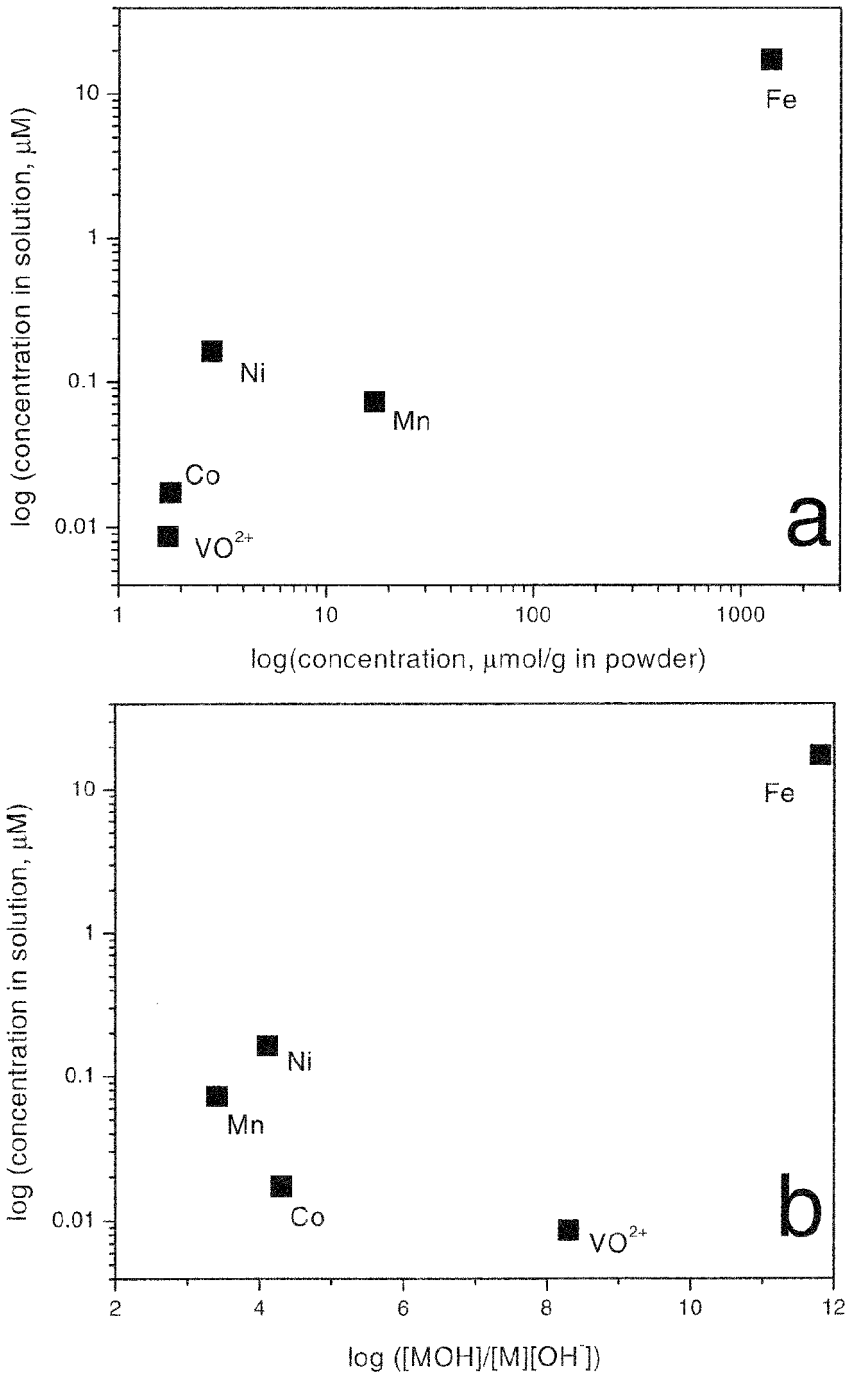 log (concentration in solution, μM)
10
1
0.1
0.01
Fe
Ni
Mn
Co
VO²⁺
a
1 10 100 1000
log(concentration, μmol/g in powder)
log (concentration in solution, μM)
10
1
0.1
0.01
Fe
Ni
Mn
Co
VO²⁺
b
2 4 6 8 10 12
log ([MOH]/[M][OH⁻])